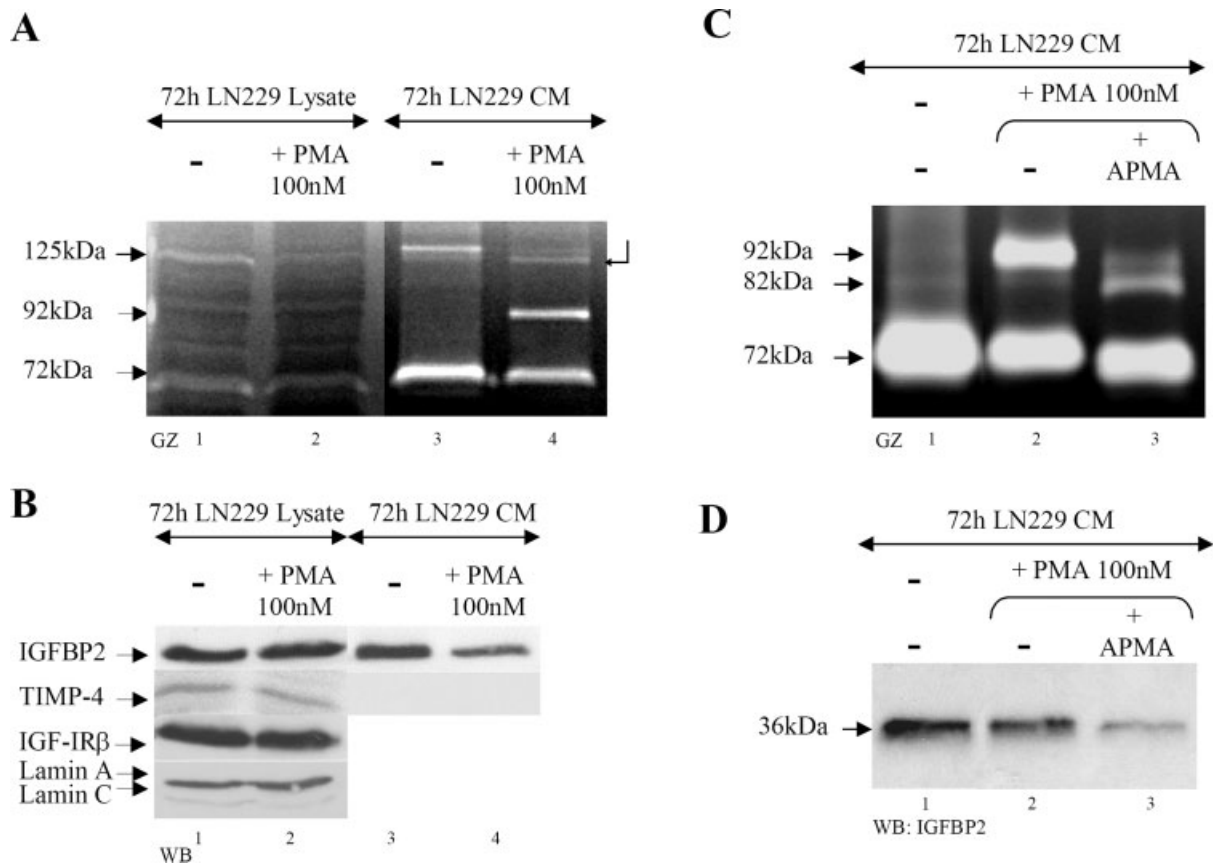 A
72h LN229 Lysate 72h LN229 CM
- + PMA 100nM - + PMA 100nM
125kDa
92kDa
72kDa
GZ 1 2 3 4
B
72h LN229 Lysate 72h LN229 CM
- + PMA 100nM - + PMA 100nM
IGFBP2
TIMP-4
IGF-IRβ
Lamin A
Lamin C
1 2 3 4
WB
C
72h LN229 CM
- + PMA 100nM
+
- - APMA
92kDa
82kDa
72kDa
GZ 1 2 3
D
72h LN229 CM
- + PMA 100nM
+
- - APMA
36kDa
1 2 3
WB: IGFBP2